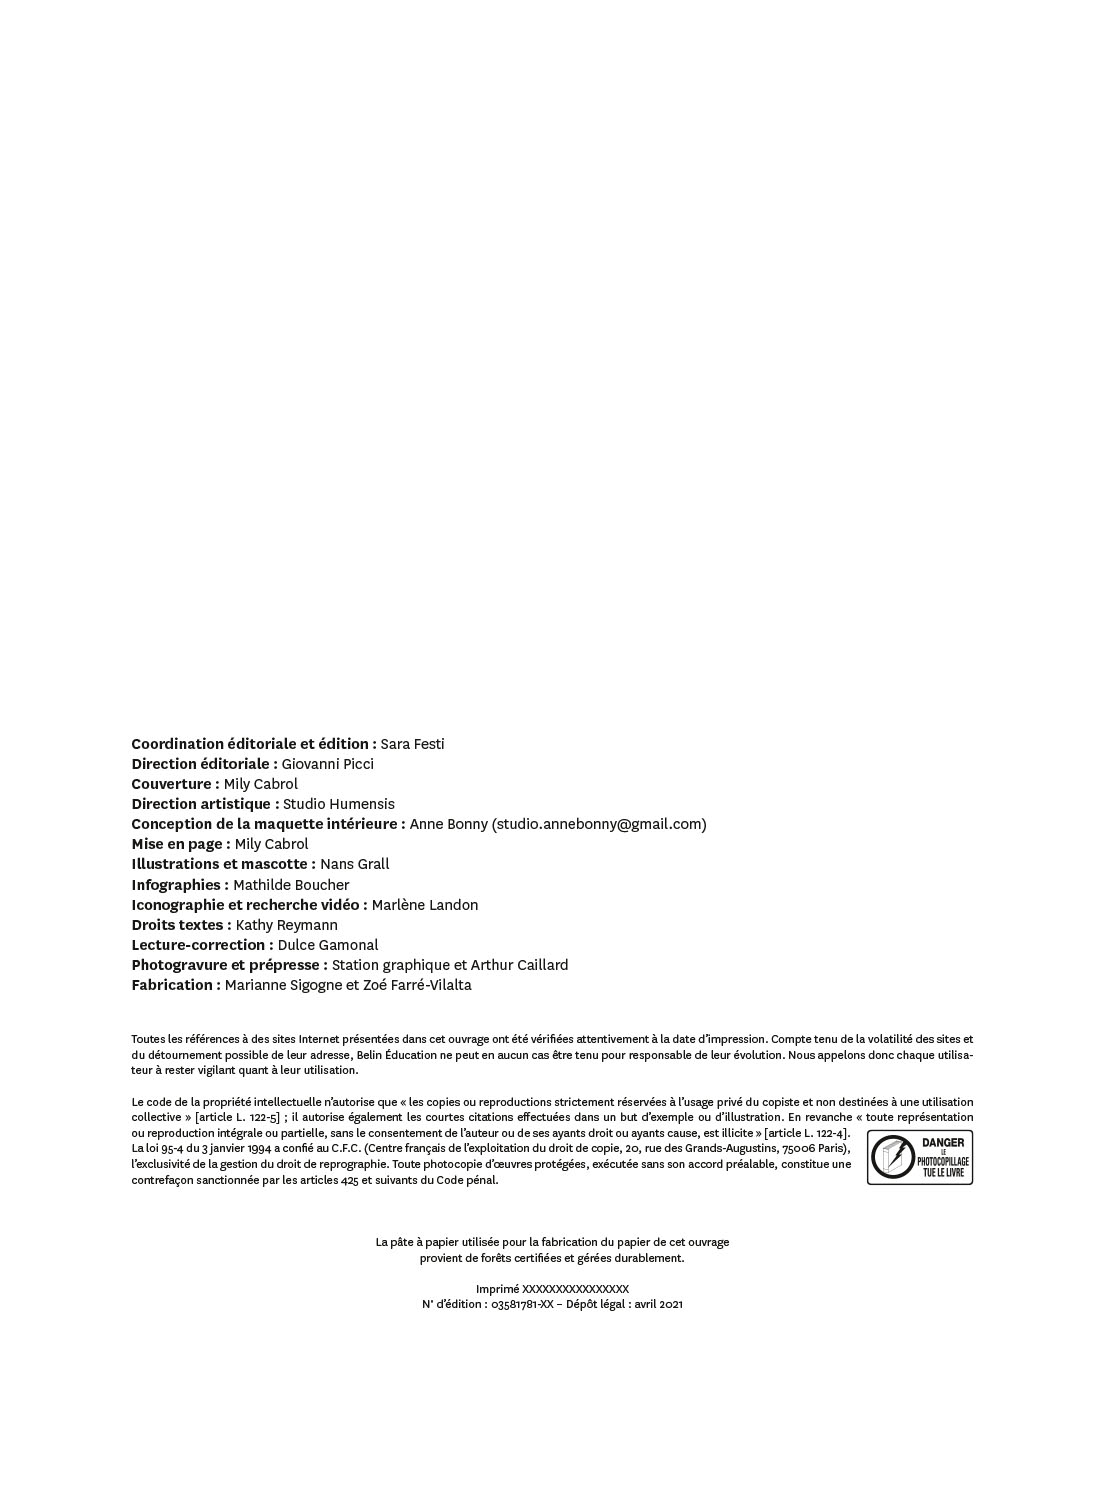 Coordination éditoriale et édition : Sara Festi
Direction éditoriale : Giovanni Picci
Couverture : Mily Cabrol
Direction artistique : Studio Humensis
Conception de la maquette intérieure : Anne Bonny (studio.annebonny@gmail.com)
Mise en page : Mily Cabrol
Illustrations et mascotte : Nans Grall
Infographies : Mathilde Boucher
Iconographie et recherche vidéo : Marlène Landon
Droits textes : Kathy Reymann
Lecture-correction : Dulce Gamonal
Photogravure et prépresse : Station graphique et Arthur Caillard
Fabrication : Marianne Sigogne et Zoé Farré-Vilalta
Toutes les références à des sites Internet présentées dans cet ouvrage ont été vérifiées attentivement à la date d’impression. Compte tenu de la volatilité des sites et
du détournement possible de leur adresse, Belin Éducation ne peut en aucun cas être tenu pour responsable de leur évolution. Nous appelons donc chaque utilisa-
teur à rester vigilant quant à leur utilisation.
Le code de la propriété intellectuelle n’autorise que « les copies ou reproductions strictement réservées à l’usage privé du copiste et non destinées à une utilisation
collective » [article L. 122-5] ; il autorise également les courtes citations effectuées dans un but d’exemple ou d’illustration. En revanche « toute représentation
ou reproduction intégrale ou partielle, sans le consentement de l’auteur ou de ses ayants droit ou ayants cause, est illicite » [article L. 122-4].
La loi 95-4 du 3 janvier 1994 a confié au C.F.C. (Centre français de l’exploitation du droit de copie, 20, rue des Grands-Augustins, 75006 Paris),
l’exclusivité de la gestion du droit de reprographie. Toute photocopie d’œuvres protégées, exécutée sans son accord préalable, constitue une
contrefaçon sanctionnée par les articles 425 et suivants du Code pénal.
DANGER
LE
PHOTOCOPILLAGE
TUE LE LIVRE
La pâte à papier utilisée pour la fabrication du papier de cet ouvrage
provient de forêts certifiées et gérées durablement.
Imprimé XXXXXXXXXXXXXXXX
N° d’édition : 03581781-XX – Dépôt légal : avril 2021